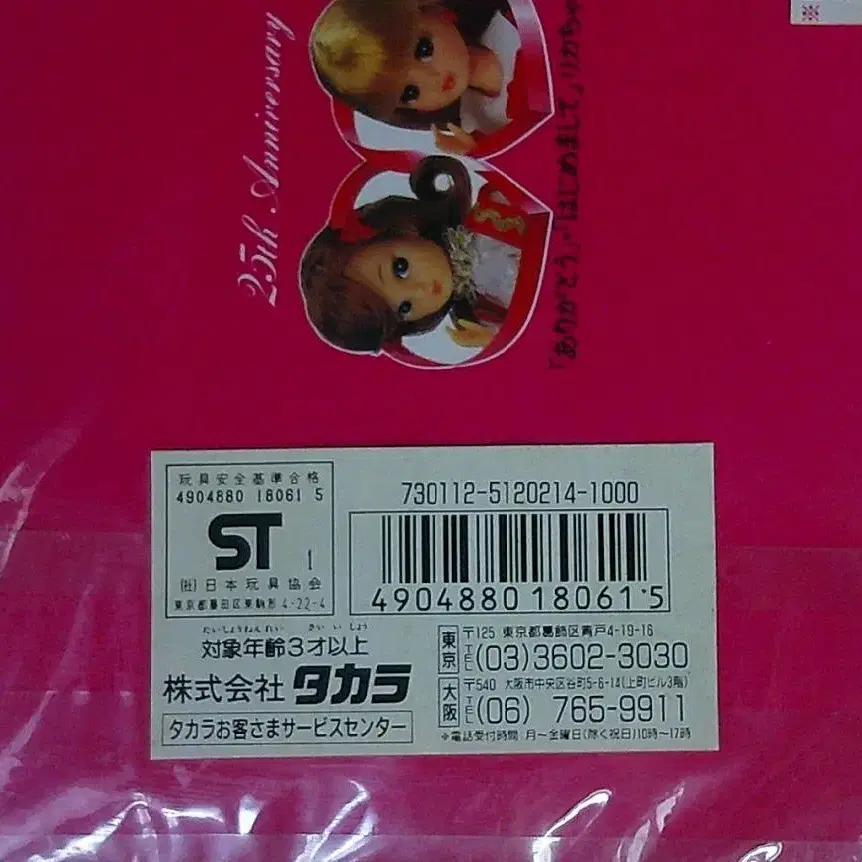 25th Anniversary
「ありがとう」「はじめまして」リカちゃ
※
玩具安全基準合格
4904880 18061 5
ST 1
(社)日本玩具協会
東京都墨田区東駒形 4-22-4
730112-5120214-1000
4904880 180615
たいしょうねんれい さい いじょう
対象年齢3才以上
株式会社 タカラ
タカラお客さまサービスセンター
東京 〒125 東京都葛飾区青戸4-19-16
TEL (03)3602-3030
大阪 〒540 大阪市中央区谷町5-6-14(上町ビル3階)
TEL (06) 765-9911
*電話受付時間 月～金曜日(除く祝日)10時～17時